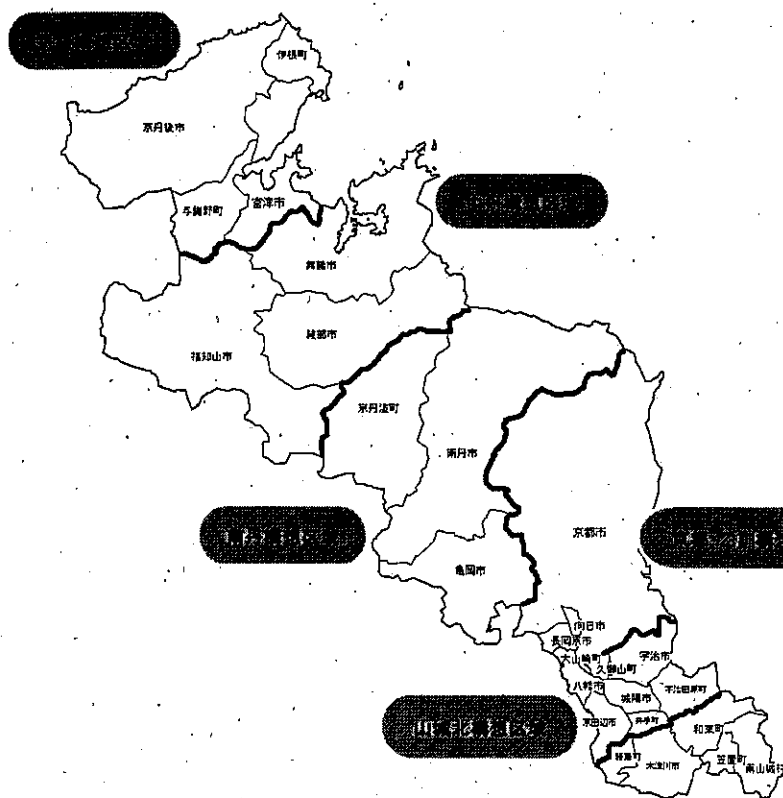 伊根町
京丹後市
与謝野町
宮津市
舞鶴市
綾部市
福知山市
京丹波町
南丹市
京都市
亀岡市
向日市
長岡京市
大山崎町
久御山町
宇治市
八幡市
城陽市
宇治田原町
京田辺市
井手町
和束町
精華町
木津川市
笠置町
南山城村